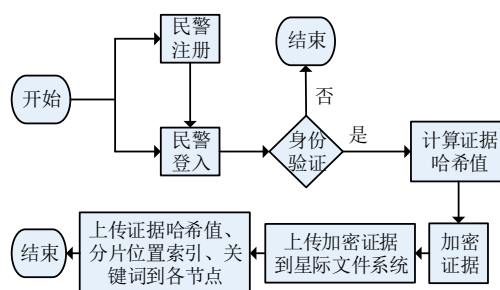 民警
注册
结束
开始
否
民警
登入
身份
验证
是
计算证据
哈希值
结束
上传证据哈希值、
分片位置索引、关
键词到各节点
上传加密证据
到星际文件系统
加密
证据